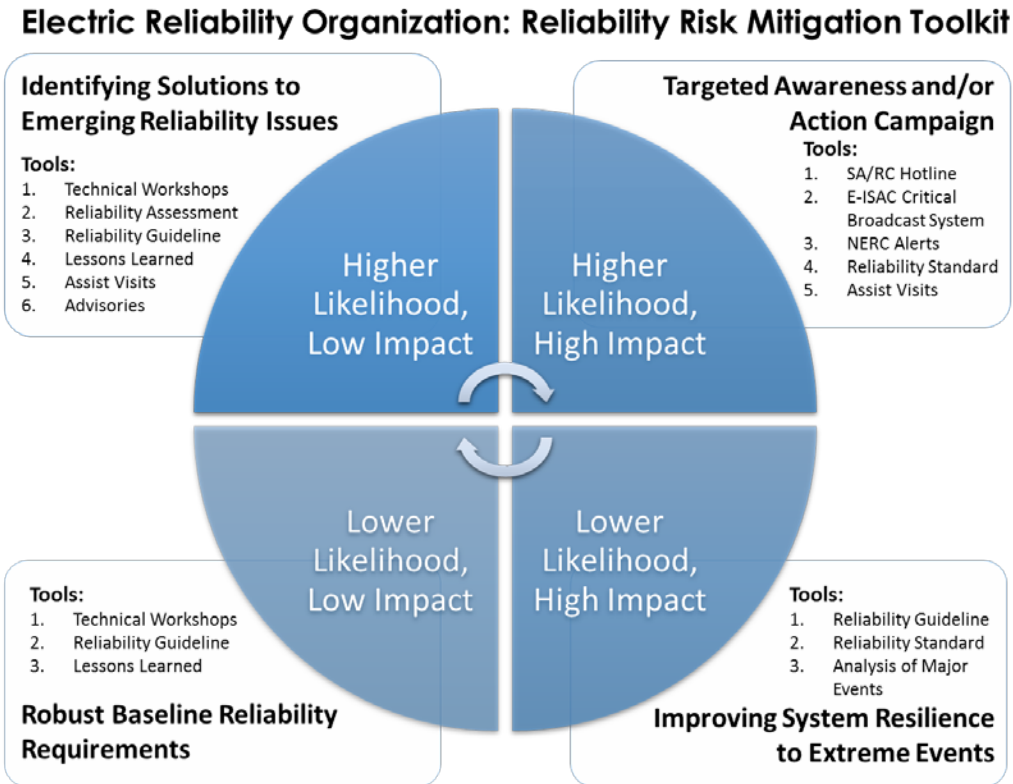 Electric Reliability Organization: Reliability Risk Mitigation Toolkit
Identifying Solutions to
Emerging Reliability Issues
Tools:
1. Technical Workshops
2. Reliability Assessment
3. Reliability Guideline
4. Lessons Learned
5. Assist Visits
6. Advisories
Targeted Awareness and/or
Action Campaign
Tools:
1. SA/RC Hotline
2. E-ISAC Critical
Broadcast System
3. NERC Alerts
4. Reliability Standard
5. Assist Visits
Higher
Likelihood,
Low Impact
Higher
Likelihood,
High Impact
Lower
Likelihood,
Low Impact
Lower
Likelihood,
High Impact
Tools:
1. Technical Workshops
2. Reliability Guideline
3. Lessons Learned
Robust Baseline Reliability
Requirements
Tools:
1. Reliability Guideline
2. Reliability Standard
3. Analysis of Major
Events
Improving System Resilience
to Extreme Events